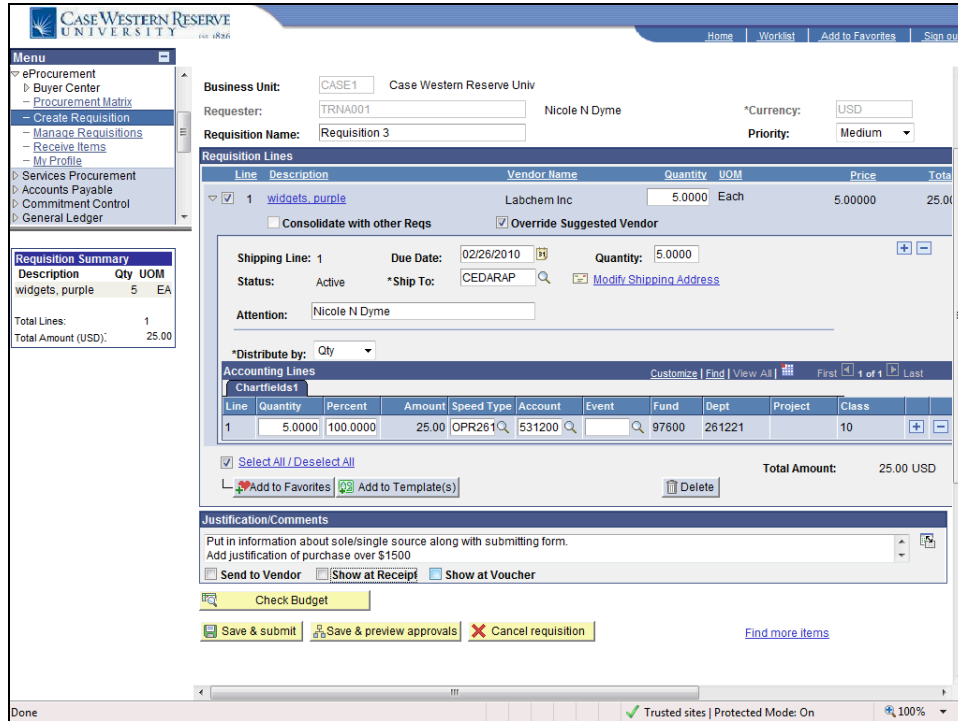 CASE WESTERN RESERVE
UNIVERSITY EST. 1826
Home | Worklist | Add to Favorites | Sign ou
Menu
eProcurement
Buyer Center
– Procurement Matrix
– Create Requisition
– Manage Requisitions
– Receive Items
– My Profile
Services Procurement
Accounts Payable
Commitment Control
General Ledger
Requisition Summary
Description Qty UOM
widgets, purple 5 EA
Total Lines: 1
Total Amount (USD): 25.00
Business Unit: CASE1 Case Western Reserve Univ
Requester: TRNA001 Nicole N Dyme *Currency: USD
Requisition Name: Requisition 3 Priority: Medium
Requisition Lines
Line Description Vendor Name Quantity UOM Price Tota
1 widgets, purple Labchem Inc 5.0000 Each 5.00000 25.00
Consolidate with other Reqs Override Suggested Vendor
Shipping Line: 1 Due Date: 02/26/2010 Quantity: 5.0000
Status: Active *Ship To: CEDARAP Modify Shipping Address
Attention: Nicole N Dyme
*Distribute by: Qty
Accounting Lines Customize | Find | View All | First 1 of 1 Last
Chartfields1
Line Quantity Percent Amount Speed Type Account Event Fund Dept Project Class
1 5.0000 100.0000 25.00 OPR261 531200 97600 261221 10
Select All / Deselect All Total Amount: 25.00 USD
Add to Favorites Add to Template(s) Delete
Justification/Comments
Put in information about sole/single source along with submitting form.
Add justification of purchase over $1500
Send to Vendor Show at Receipt Show at Voucher
Check Budget
Save & submit Save & preview approvals Cancel requisition Find more items
Done Trusted sites | Protected Mode: On 100%